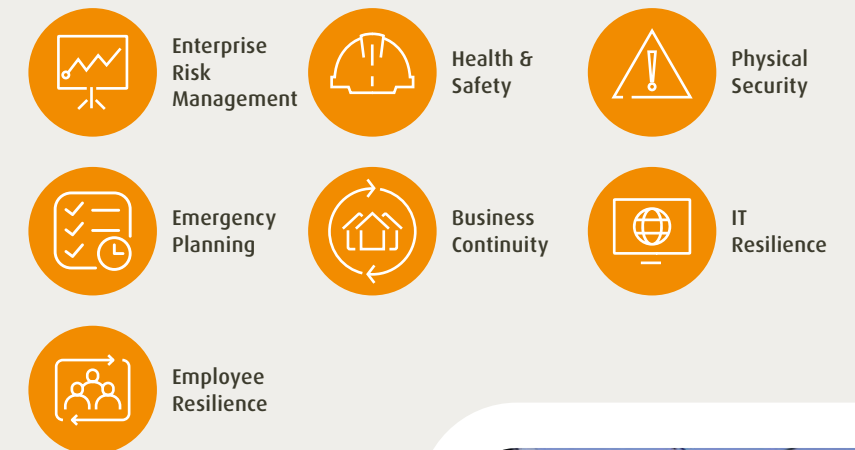 Enterprise
Risk
Management
Health &
Safety
Physical
Security
Emergency
Planning
Business
Continuity
IT
Resilience
Employee
Resilience